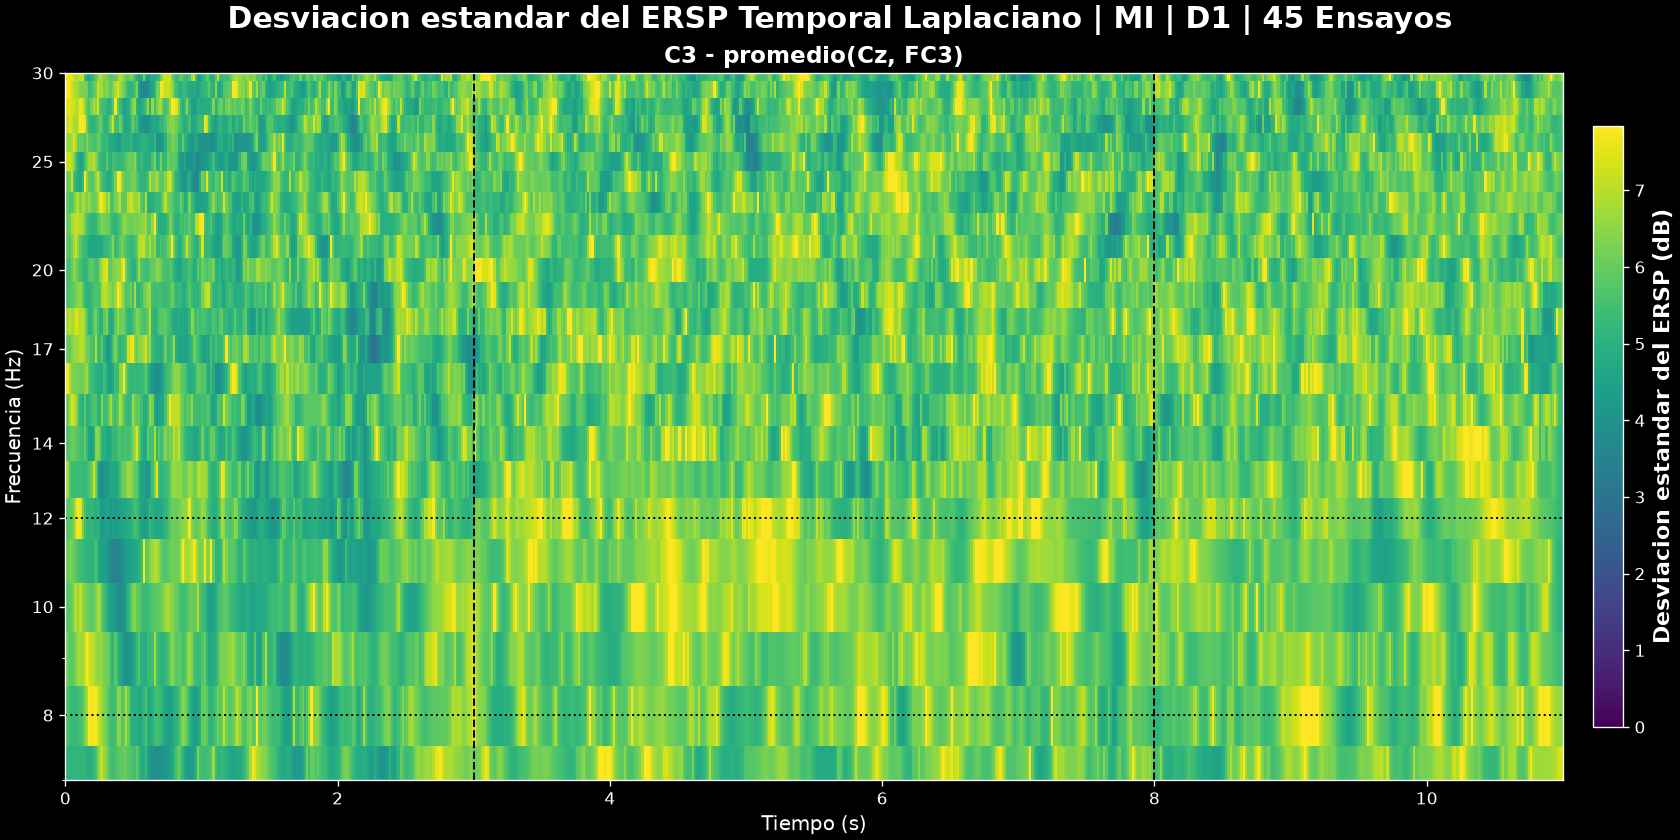 Desviacion estandar del ERSP Temporal Laplaciano | MI | D1 | 45 Ensayos
C3 - promedio(Cz, FC3)
30
25
20
17
14
12
10
8
Frecuencia (Hz)
0 2 4 6 8 10
Tiempo (s)
7
6
5
4
3
2
1
0
Desviacion estandar del ERSP (dB)